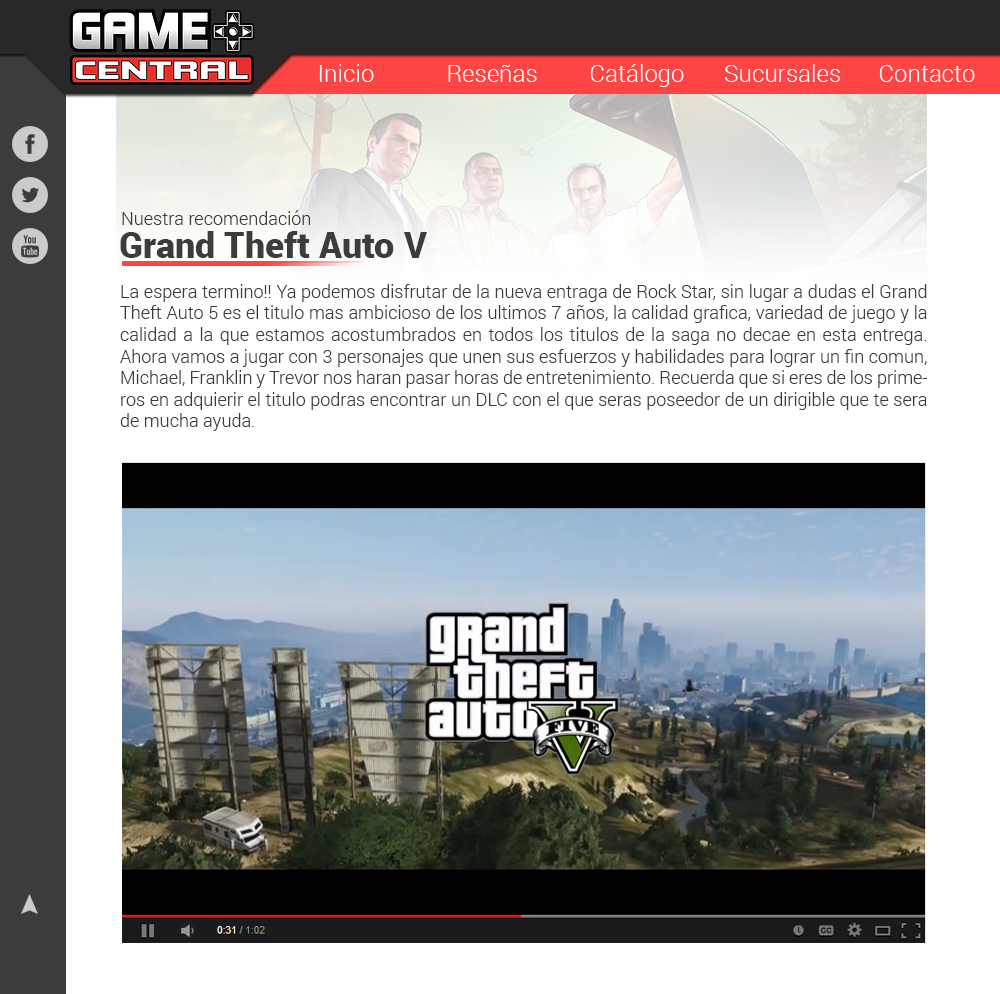 GAME
CENTRAL
Inicio Reseñas Catálogo Sucursales Contacto
f
You
Tube
Nuestra recomendación
Grand Theft Auto V
La espera termino!! Ya podemos disfrutar de la nueva entraga de Rock Star, sin lugar a dudas el Grand
Theft Auto 5 es el titulo mas ambicioso de los ultimos 7 años, la calidad grafica, variedad de juego y la
calidad a la que estamos acostumbrados en todos los titulos de la saga no decae en esta entrega.
Ahora vamos a jugar con 3 personajes que unen sus esfuerzos y habilidades para lograr un fin comun,
Michael, Franklin y Trevor nos haran pasar horas de entretenimiento. Recuerda que si eres de los prime-
ros en adquierir el titulo podras encontrar un DLC con el que seras poseedor de un dirigible que te sera
de mucha ayuda.
grand
theft
auto V
FIVE
0:31 / 1:02
CC